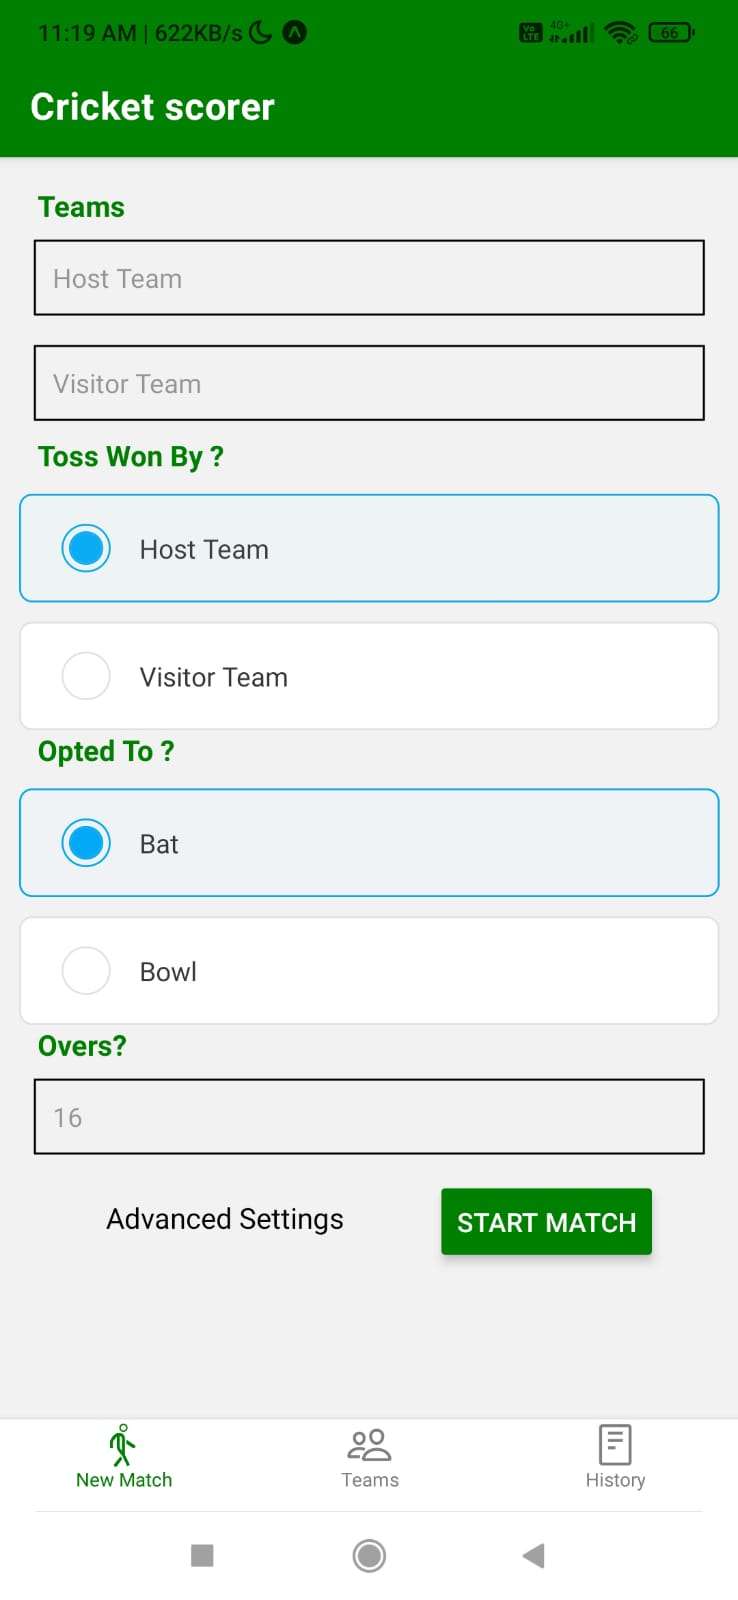 11:19 AM | 622KB/s
Vo LTE 4G+ 66
Cricket scorer
Teams
Host Team
Visitor Team
Toss Won By ?
Host Team
Visitor Team
Opted To ?
Bat
Bowl
Overs?
16
Advanced Settings START MATCH
New Match Teams History